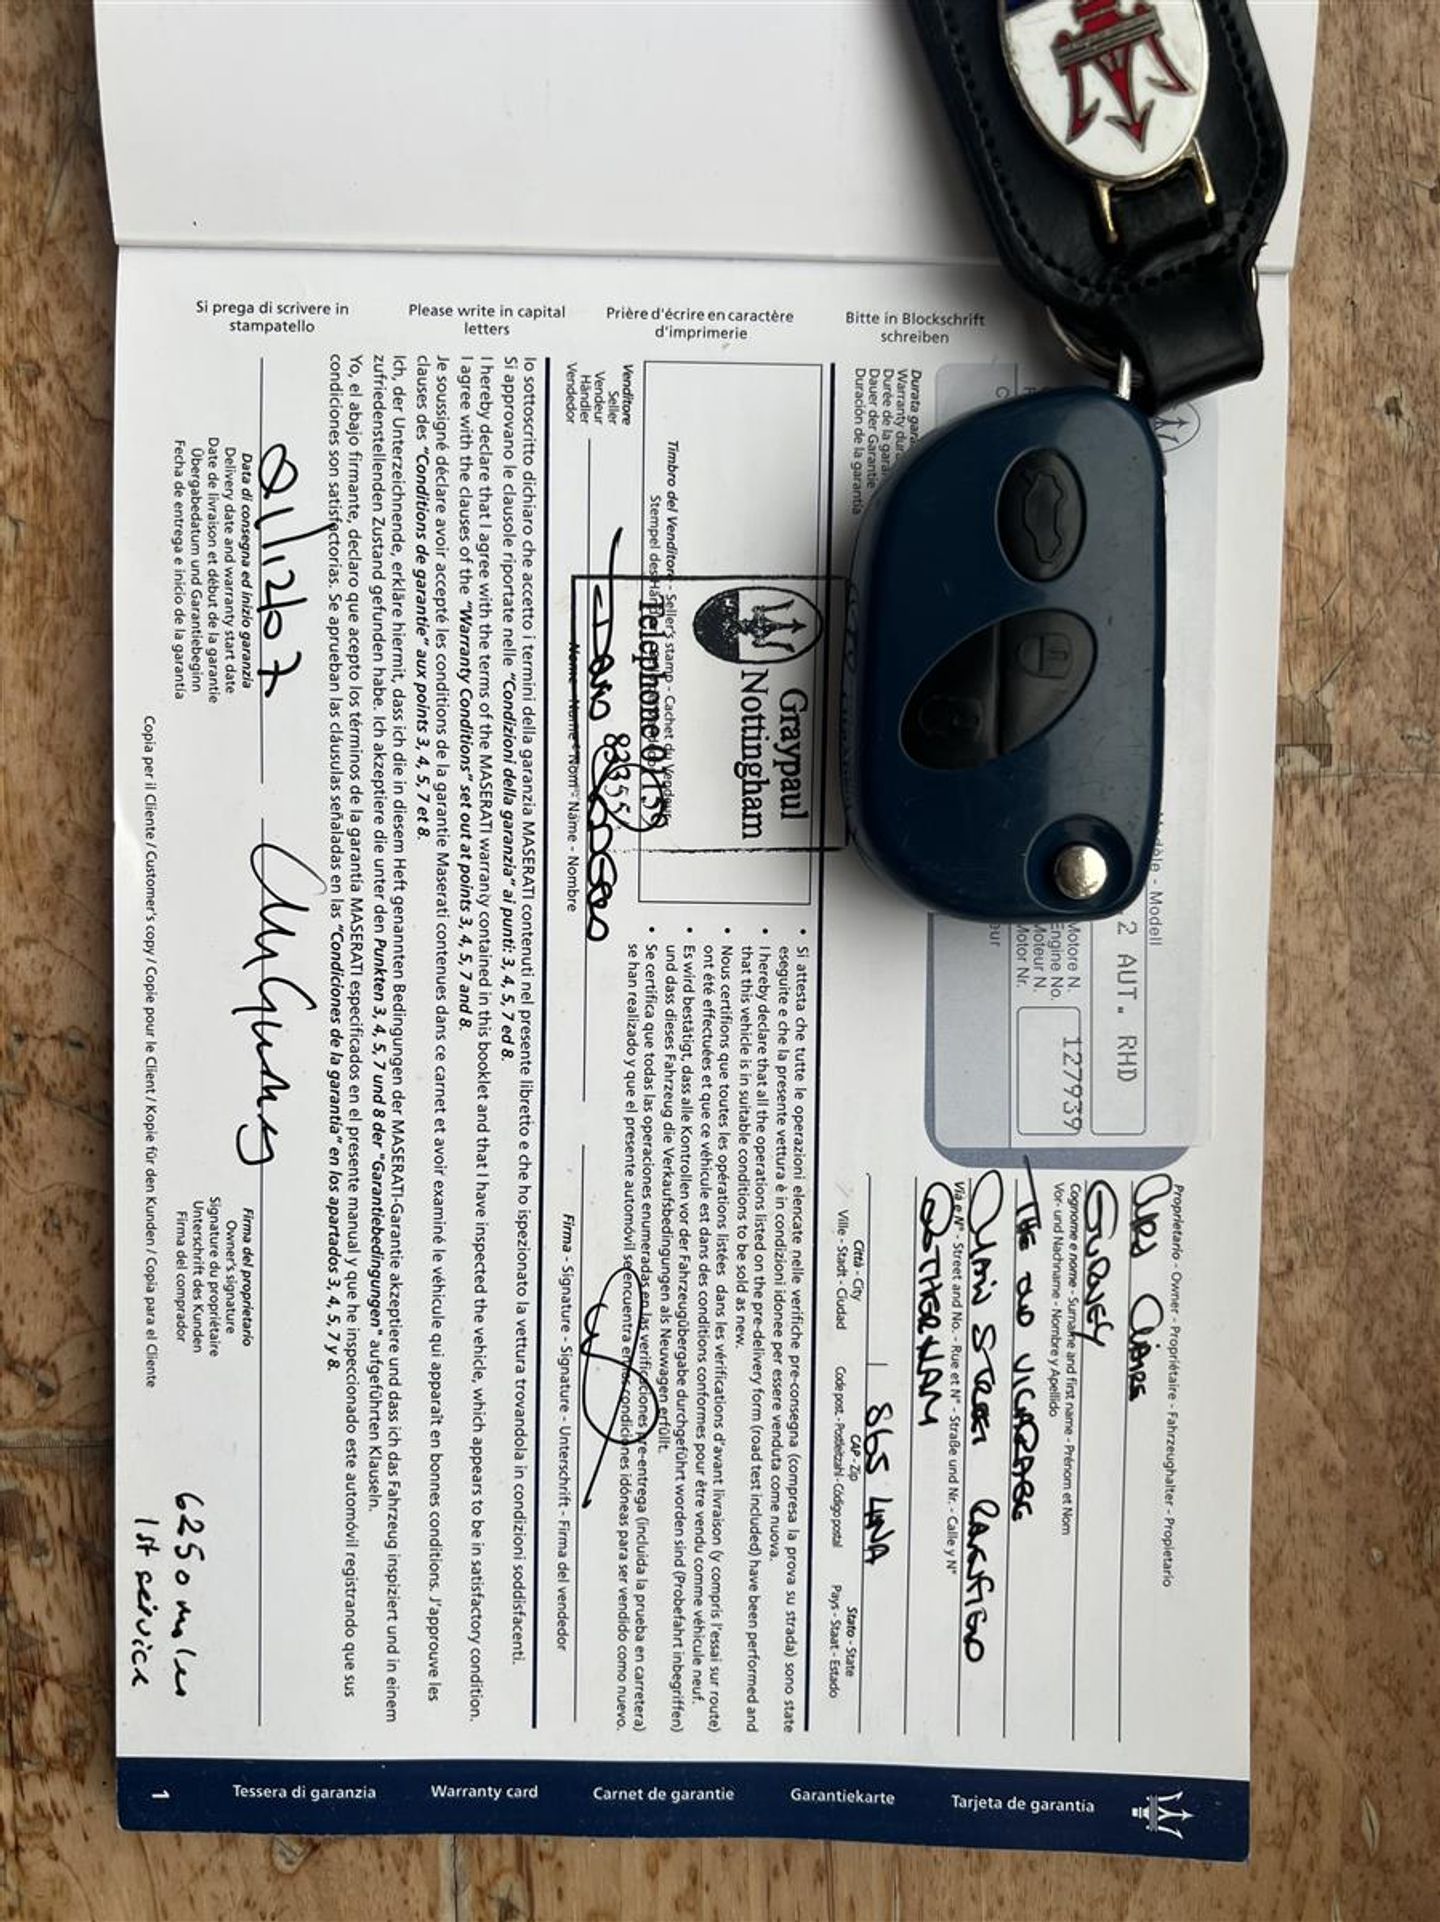 Tessera di garanzia Warranty card Carnet de garantie Garantiekarte Tarjeta de garantía
1
Si prega di scrivere in
stampatello
Please write in capital
letters
Prière d'écrire en caractère
d'imprimerie
Bitte in Blockschrift
schreiben
Modell
2 AUT. RHD
Motore N.
Engine No.
Moteur N.
Motor Nr.
127939
Durata
Warranty
Durée de la
Dauer der Garantie
Duración de la garantía
Proprietario - Owner - Propriétaire - Fahrzeughalter - Propietario
MRS CLAIRE
GURNEY
Cognome e nome - Surname and first name - Prénom et Nom
Vor- und Nachname - Nombre y Apellido
THE OLD VICARAGE
MAIN STREET
Via e N° - Street and No. - Rue et N° - Straße und Nr. - Calle y N°
Città - City
Ville - Stadt - Ciudad
CAP - Zip
Code post. - Postleitzahl - Código postal
Stato - State
Pays - Staat - Estado
Timbro del Venditore - Seller's stamp - Cachet du Vendeur
Stempel des
Graypaul
Nottingham
Telephone 0115
83355
• Si attesta che tutte le operazioni elencate nelle verifiche pre-consegna (compresa la prova su strada) sono state
eseguite e che la presente vettura è in condizioni idonee per essere venduta come nuova.
• I hereby declare that all the operations listed on the pre-delivery form (road test included) have been performed and
that this vehicle is in suitable conditions to be sold as new.
• Nous certifions que toutes les opérations listées dans les vérifications d'avant livraison (y compris l'essai sur route)
ont été effectuées et que ce véhicule est dans des conditions conformes pour être vendu comme véhicule neuf.
• Es wird bestätigt, dass alle Kontrollen vor der Fahrzeugübergabe durchgeführt worden sind (Probefahrt inbegriffen)
und dass dieses Fahrzeug die Verkaufsbedingungen als Neuwagen erfüllt.
• Se certifica que todas las operaciones enumeradas en las verificaciones pre-entrega (incluida la prueba en carretera)
se han realizado y que el presente automóvil se encuentra en las condiciones idóneas para ser vendido como nuevo.
Venditore
Seller
Vendeur
Händler
Vendedor
Nome - Name - Nom - Name - Nombre
Firma - Signature - Signature - Unterschrift - Firma del vendedor
Io sottoscritto dichiaro che accetto i termini della garanzia MASERATI contenuti nel presente libretto e che ho ispezionato la vettura trovandola in condizioni soddisfacenti.
Si approvano le clausole riportate nelle "Condizioni della garanzia" ai punti: 3, 4, 5, 7 ed 8.
I hereby declare that I agree with the terms of the MASERATI warranty contained in this booklet and that I have inspected the vehicle, which appears to be in satisfactory condition.
I agree with the clauses of the "Warranty Conditions" set out at points 3, 4, 5, 7 and 8.
Je soussigné déclare avoir accepté les conditions de la garantie Maserati contenues dans ce carnet et avoir examiné le véhicule qui apparaît en bonnes conditions. J'approuve les
clauses des "Conditions de garantie" aux points 3, 4, 5, 7 et 8.
Ich, der Unterzeichnende, erkläre hiermit, dass ich die in diesem Heft genannten Bedingungen der MASERATI-Garantie akzeptiere und dass ich das Fahrzeug inspiziert und in einem
zufriedenstellenden Zustand gefunden habe. Ich akzeptiere die unter den Punkten 3, 4, 5, 7 und 8 der "Garantiebedingungen" aufgeführten Klauseln.
Yo, el abajo firmante, declaro que acepto los términos de la garantía MASERATI especificados en el presente manual y que he inspeccionado este automóvil registrando que sus
condiciones son satisfactorias. Se aprueban las cláusulas señaladas en las "Condiciones de la garantía" en los apartados 3, 4, 5, 7 y 8.
Data di consegna ed inizio garanzia
Delivery date and warranty start date
Date de livraison et début de la garantie
Übergabedatum und Garantiebeginn
Fecha de entrega e inicio de la garantía
Firma del proprietario
Owner's signature
Signature du propriétaire
Unterschrift des Kunden
Firma del comprador
Copia per il Cliente / Customer's copy / Copie pour le Client / Kopie für den Kunden / Copia para el Cliente
6250 miles
1st service